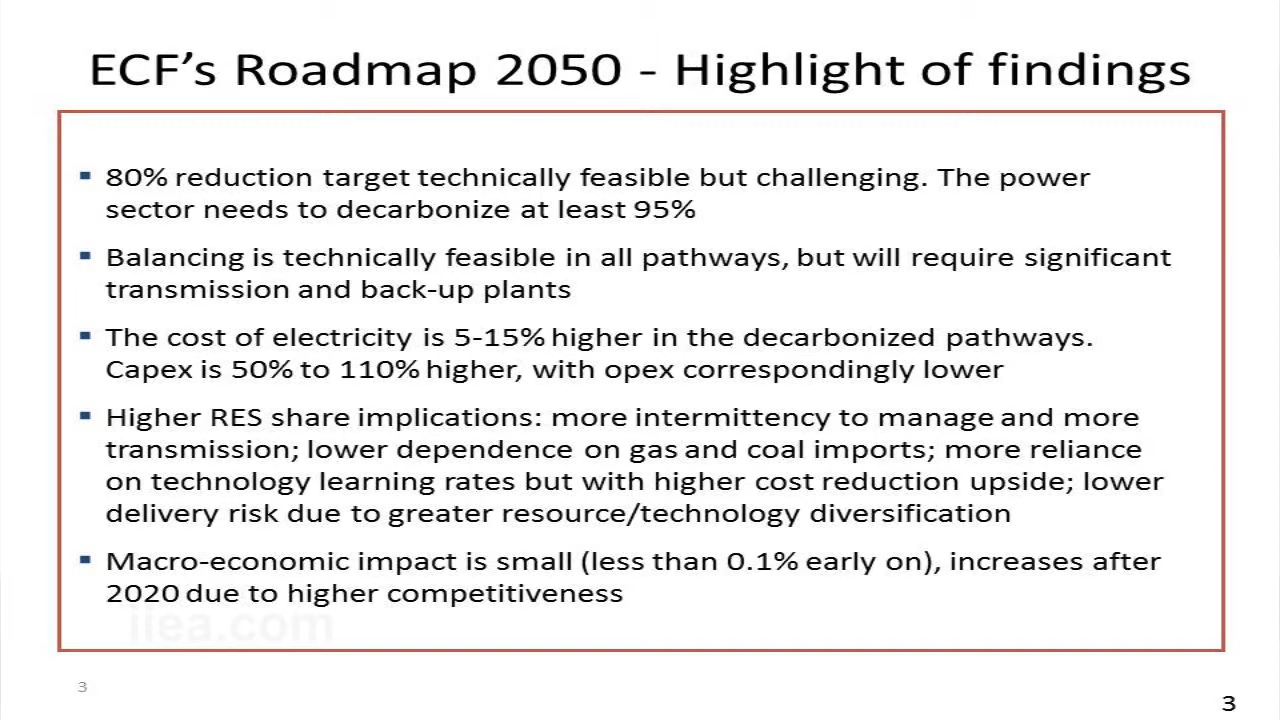 ECF’s Roadmap 2050 - Highlight of findings
▪ 80% reduction target technically feasible but challenging. The power
sector needs to decarbonize at least 95%
▪ Balancing is technically feasible in all pathways, but will require significant
transmission and back-up plants
▪ The cost of electricity is 5-15% higher in the decarbonized pathways.
Capex is 50% to 110% higher, with opex correspondingly lower
▪ Higher RES share implications: more intermittency to manage and more
transmission; lower dependence on gas and coal imports; more reliance
on technology learning rates but with higher cost reduction upside; lower
delivery risk due to greater resource/technology diversification
▪ Macro-economic impact is small (less than 0.1% early on), increases after
2020 due to higher competitiveness
ilea.com
3
3